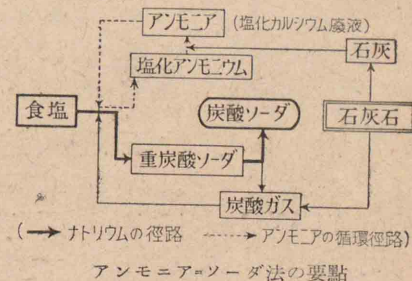 アンモニア (塩化カルシウム廢液)
石灰
塩化アンモニウム
食塩
炭酸ソーダ
石灰石
重炭酸ソーダ
炭酸ガス
(→ ナトリウムの徑路 ----→ アンモニアの循環徑路)
アンモニア=ソーダ法の要點